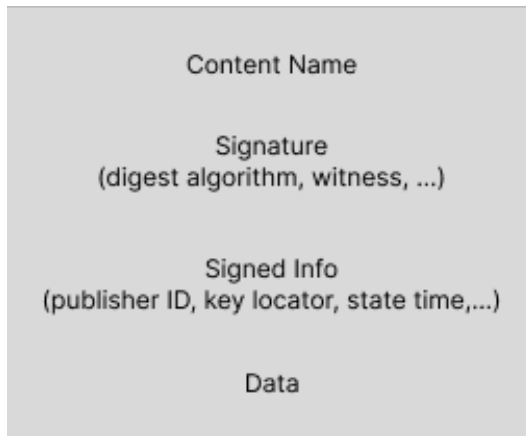 Content Name
Signature
(digest algorithm, witness, ...)
Signed Info
(publisher ID, key locator, state time,...)
Data